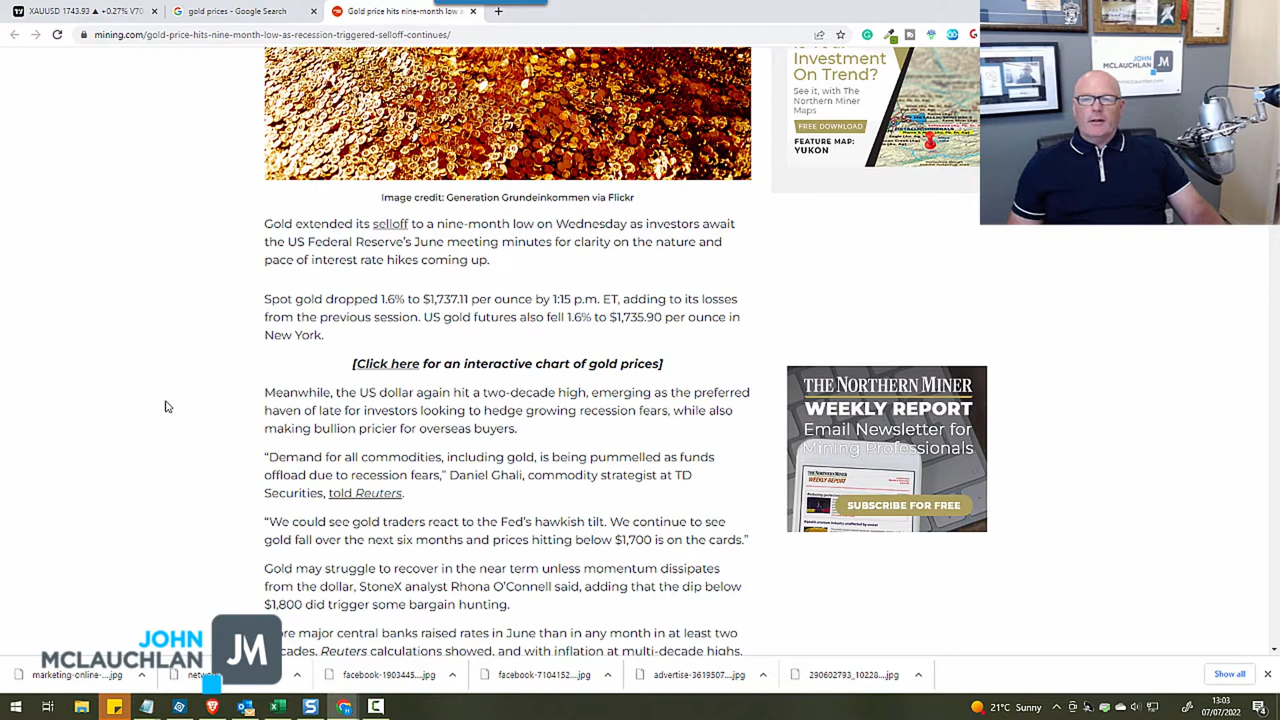 XAUUSD 1743.93 ▲ +0.27% V70
gold prices - Google Search
Gold price hits nine-month low a
mining.com/gold-price-hits-nine-month-low-
-triggered-selloff-continues/
JOHN
MCLAUCHLAN
JM
Investment
On Trend?
See it, with The
Northern Miner
Maps
FREE DOWNLOAD
FEATURE MAP:
YUKON
Image credit: Generation Grundeinkommen via Flickr
Gold extended its selloff to a nine-month low on Wednesday as investors await
the US Federal Reserve's June meeting minutes for clarity on the nature and
pace of interest rate hikes coming up.
Spot gold dropped 1.6% to $1,737.11 per ounce by 1:15 p.m. ET, adding to its losses
from the previous session. US gold futures also fell 1.6% to $1,735.90 per ounce in
New York.
[Click here for an interactive chart of gold prices]
Meanwhile, the US dollar again hit a two-decade high, emerging as the preferred
haven of late for investors looking to hedge growing recession fears, while also
making bullion pricier for overseas buyers.
"Demand for all commodities, including gold, is being pummelled as funds
offload due to recession fears," Daniel Ghali, commodity strategist at TD
Securities, told Reuters.
"We could see gold traders react to the Fed's hawkish tilt. We continue to see
gold fall over the next six months and prices hitting below $1,700 is on the cards."
Gold may struggle to recover in the near term unless momentum dissipates
from the dollar, StoneX analyst Rhona O'Connell said, adding that the dip below
$1,800 did trigger some bargain hunting.
major central banks raised rates in June than in any month in at least two
Reuters calculations showed, and with inflation at multi-decade highs,
THE NORTHERN MINER
WEEKLY REPORT
Email Newsletter for
Mining Professionals
THE NORTHERN MINER
WEEKLY REPORT
SUBSCRIBE FOR FREE
JOHN
MCLAUCHLAN
JM
marketing-online-....jpg
facebook-1903445....jpg
facebook-7104152....jpg
advertise-3619507....jpg
290602793_10228....jpg
Show all
21°C Sunny
13:03
07/07/2022